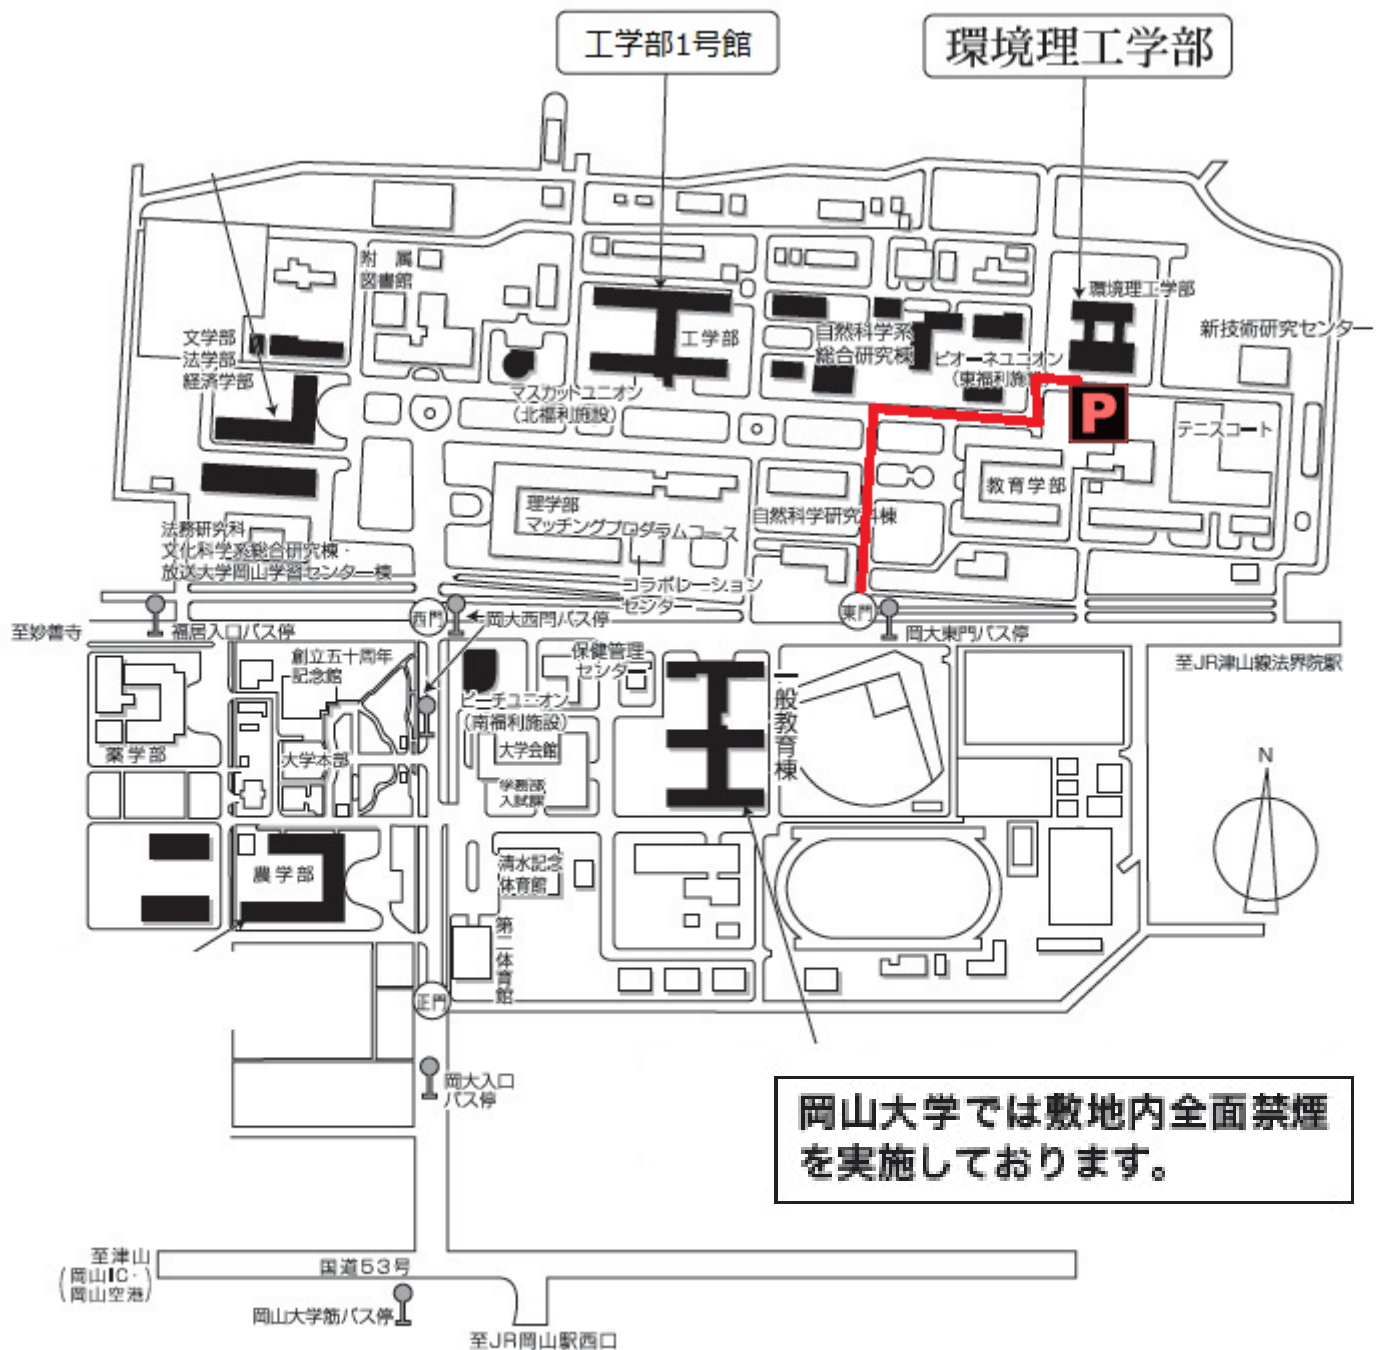 工学部1号館
環境理工学部
附属
図書館
環境理工学部
新技術研究センター
文学部
法学部
経済学部
工学部
自然科学系
総合研究棟
ピオーネユニオン
(東福利施設)
マスカットユニオン
(北福利施設)
P
テニスコート
教育学部
理学部
マッチングプログラムコース
自然科学研究科棟
法務研究科
文化科学系総合研究棟・
放送大学岡山学習センター棟
コラボレーション
センター
西門
岡大西門バス停
東門
岡大東門バス停
至妙善寺
福居入口バス停
至JR津山線法界院駅
創立五十周年
記念館
保健管理
センター
ピーチユニオン
(南福利施設)
一般教育棟
大学会館
薬学部
大学本部
学務部
入試課
N
農学部
清水記念
体育館
第二体育館
正門
岡大入口
バス停
岡山大学では敷地内全面禁煙
を実施しております。
至津山
(岡山IC・
岡山空港)
国道53号
岡山大学筋バス停
至JR岡山駅西口